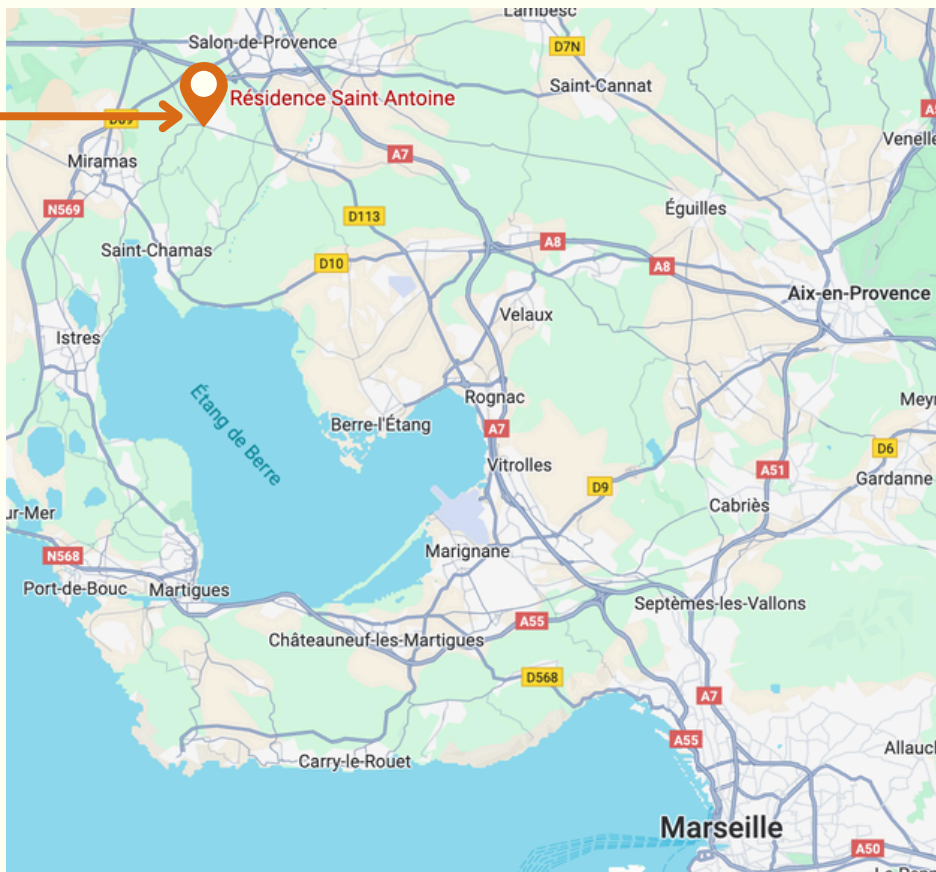 Lambesc
Salon-de-Provence
D7N
Saint-Cannat
Résidence Saint Antoine
Venelle
Miramas
A7
N569
D113
Éguilles
Saint-Chamas
A8
D10
A8
Aix-en-Provence
Velaux
Istres
Étang de Berre
Rognac
Meyr
Berre-l'Étang
A7
D6
Vitrolles
A51
Gardanne
D9
Cabriès
ur-Mer
Marignane
N568
Port-de-Bouc
Martigues
Septèmes-les-Vallons
A55
Châteauneuf-les-Martigues
D568
A7
A55
Allauch
Carry-le-Rouet
Marseille
A50